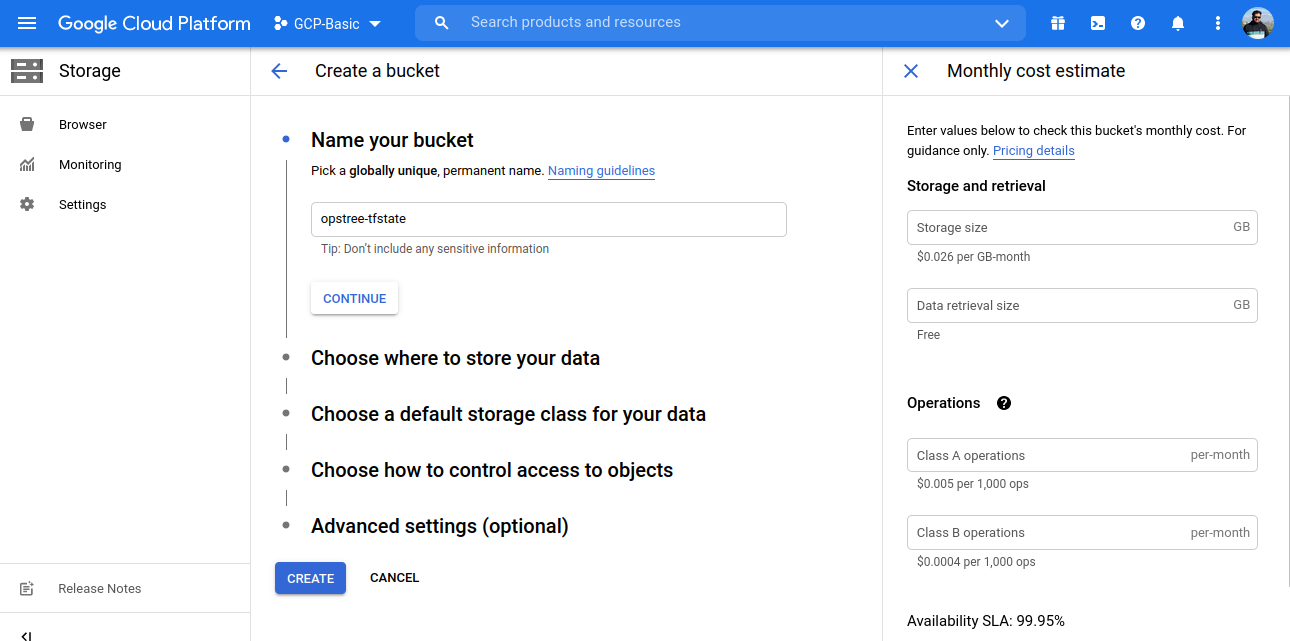 Google Cloud Platform
GCP-Basic
Search products and resources
Storage
Browser
Monitoring
Settings
Release Notes
Create a bucket
Name your bucket
Pick a globally unique, permanent name. Naming guidelines
opstree-tfstate
Tip: Don't include any sensitive information
CONTINUE
Choose where to store your data
Choose a default storage class for your data
Choose how to control access to objects
Advanced settings (optional)
CREATE CANCEL
Monthly cost estimate
Enter values below to check this bucket's monthly cost. For
guidance only. Pricing details
Storage and retrieval
Storage size GB
$0.026 per GB-month
Data retrieval size GB
Free
Operations ?
Class A operations per-month
$0.005 per 1,000 ops
Class B operations per-month
$0.0004 per 1,000 ops
Availability SLA: 99.95%